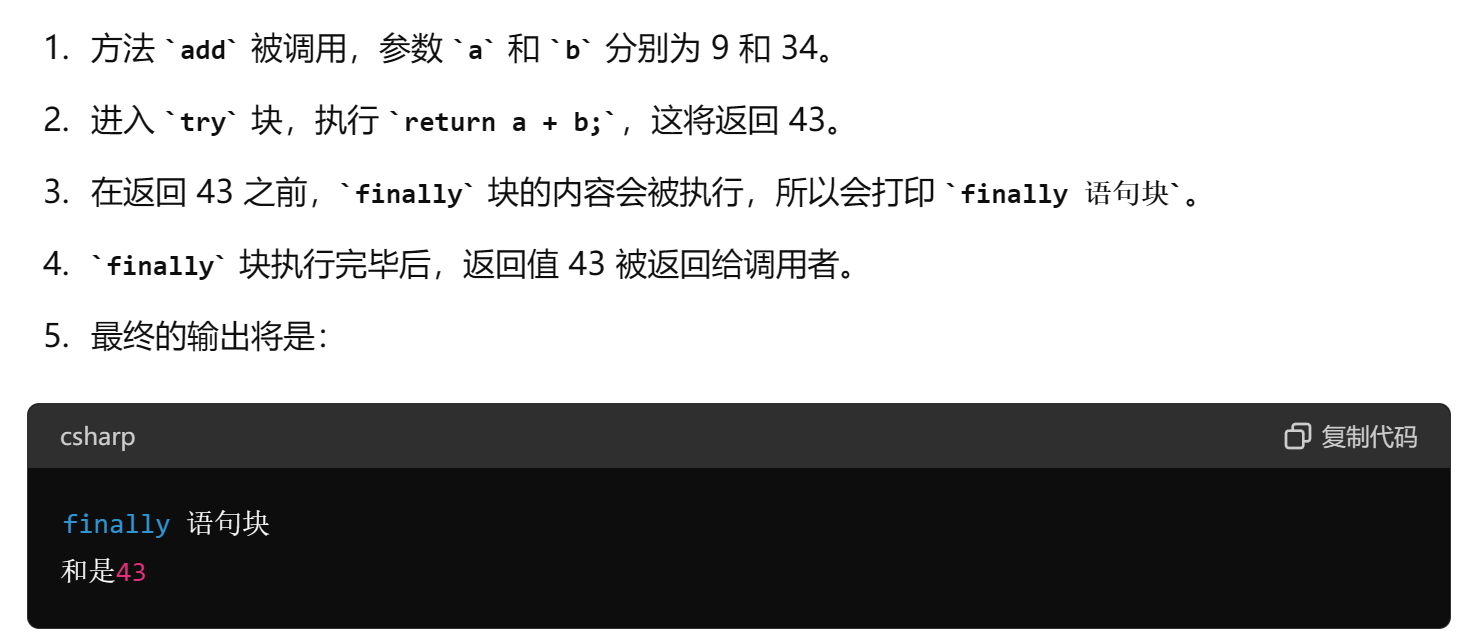 1. 方法 `add` 被调用，参数 `a` 和 `b` 分别为 9 和 34。
2. 进入 `try` 块，执行 `return a + b;`，这将返回 43。
3. 在返回 43 之前，`finally` 块的内容会被执行，所以会打印 `finally 语句块`。
4. `finally` 块执行完毕后，返回值 43 被返回给调用者。
5. 最终的输出将是：
csharp 复制代码
finally 语句块
和是43